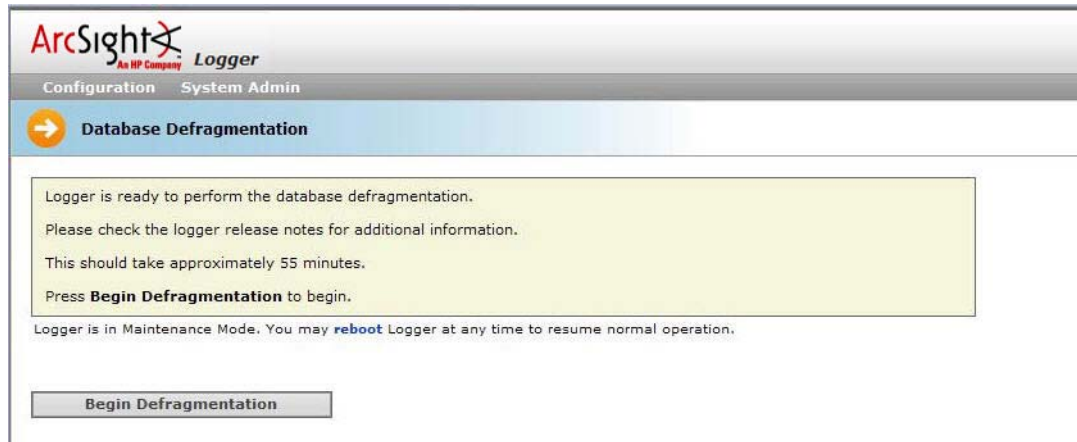 ArcSight
An HP Company
Logger
Configuration System Admin
Database Defragmentation
Logger is ready to perform the database defragmentation.
Please check the logger release notes for additional information.
This should take approximately 55 minutes.
Press Begin Defragmentation to begin.
Logger is in Maintenance Mode. You may reboot Logger at any time to resume normal operation.
Begin Defragmentation